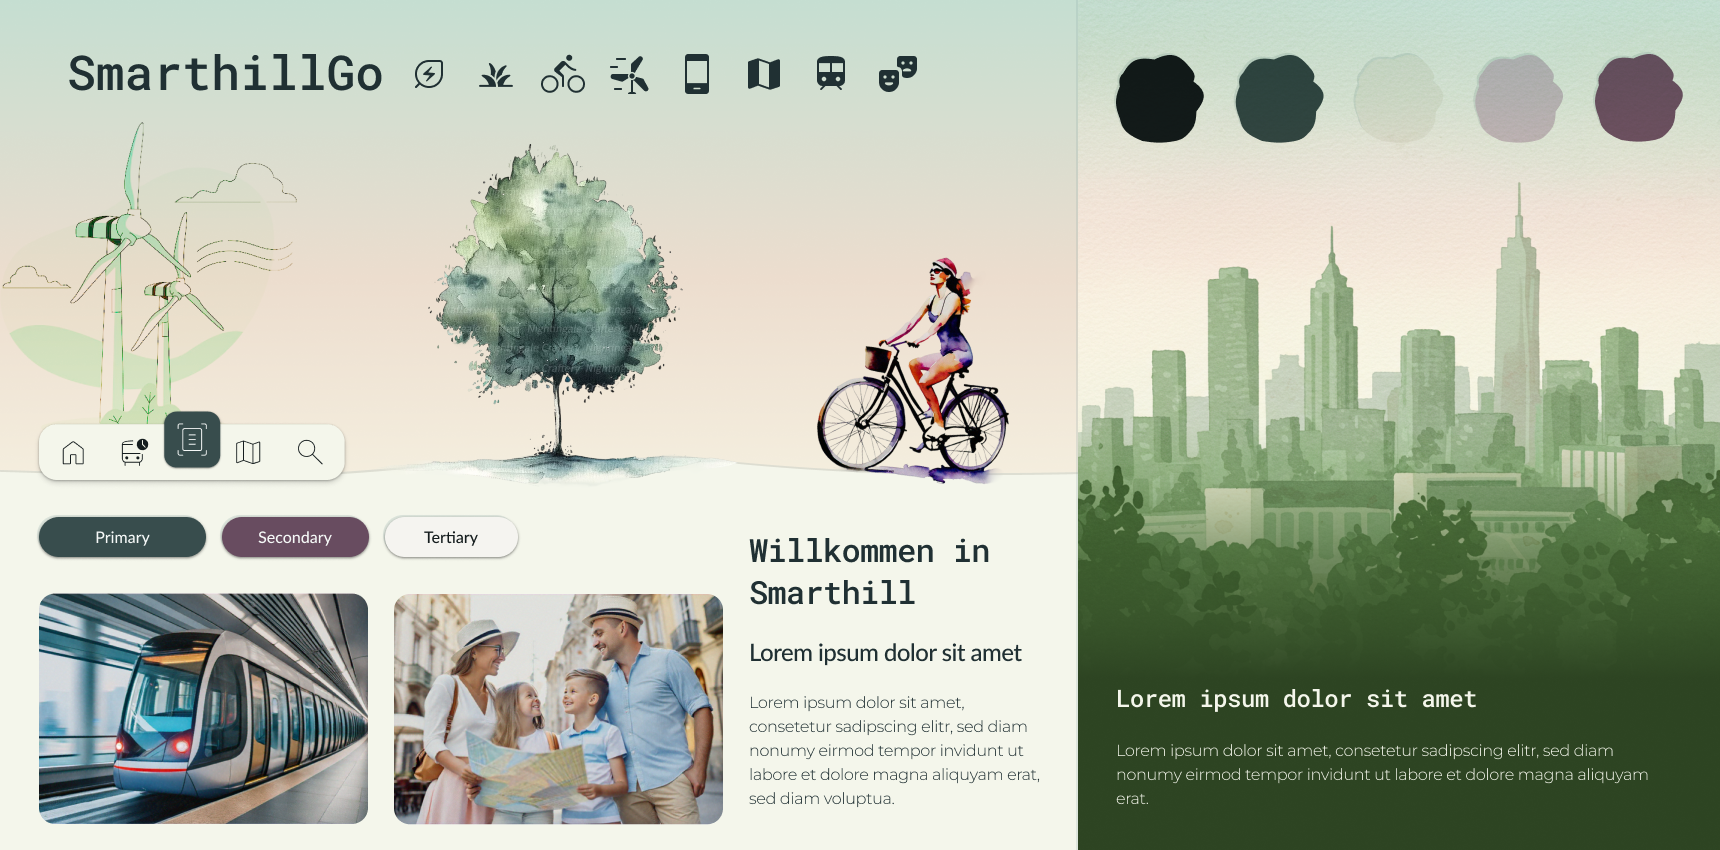 SmarthillGo
Nightingale Crafter
Primary
Secondary
Tertiary
Willkommen in
Smarthill
Lorem ipsum dolor sit amet
Lorem ipsum dolor sit amet,
consetetur sadipscing elitr, sed diam
nonumy eirmod tempor invidunt ut
labore et dolore magna aliquyam erat,
sed diam voluptua.
Lorem ipsum dolor sit amet
Lorem ipsum dolor sit amet, consetetur sadipscing elitr, sed diam
nonumy eirmod tempor invidunt ut labore et dolore magna aliquyam
erat.